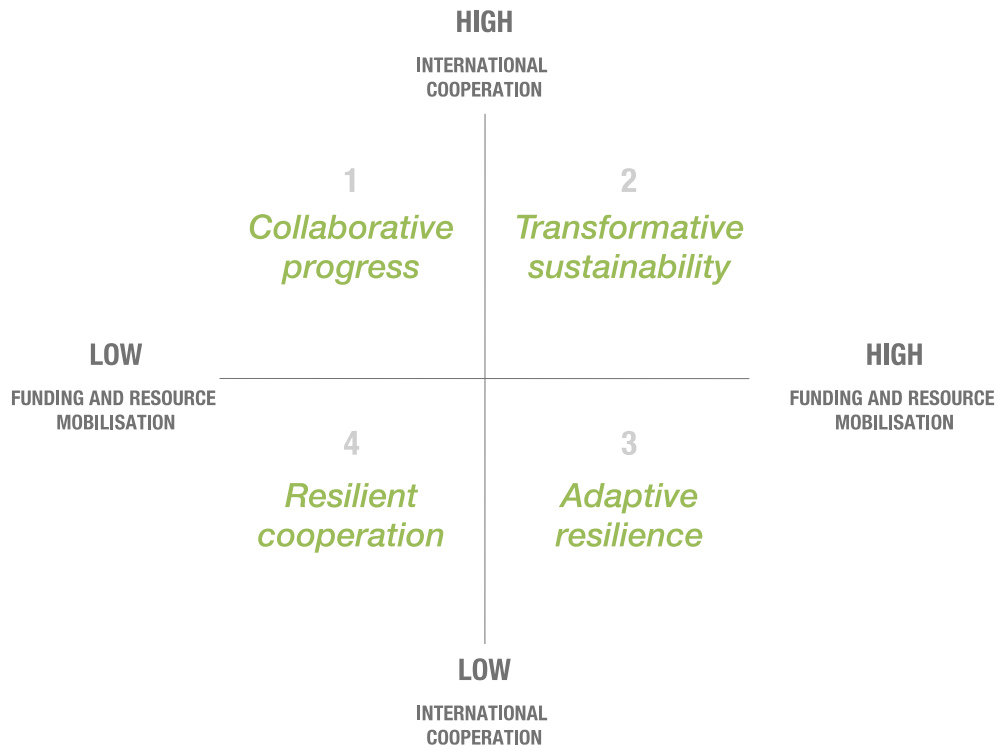 HIGH
INTERNATIONAL
COOPERATION
1
Collaborative
progress
2
Transformative
sustainability
LOW
FUNDING AND RESOURCE
MOBILISATION
HIGH
FUNDING AND RESOURCE
MOBILISATION
4
Resilient
cooperation
3
Adaptive
resilience
LOW
INTERNATIONAL
COOPERATION